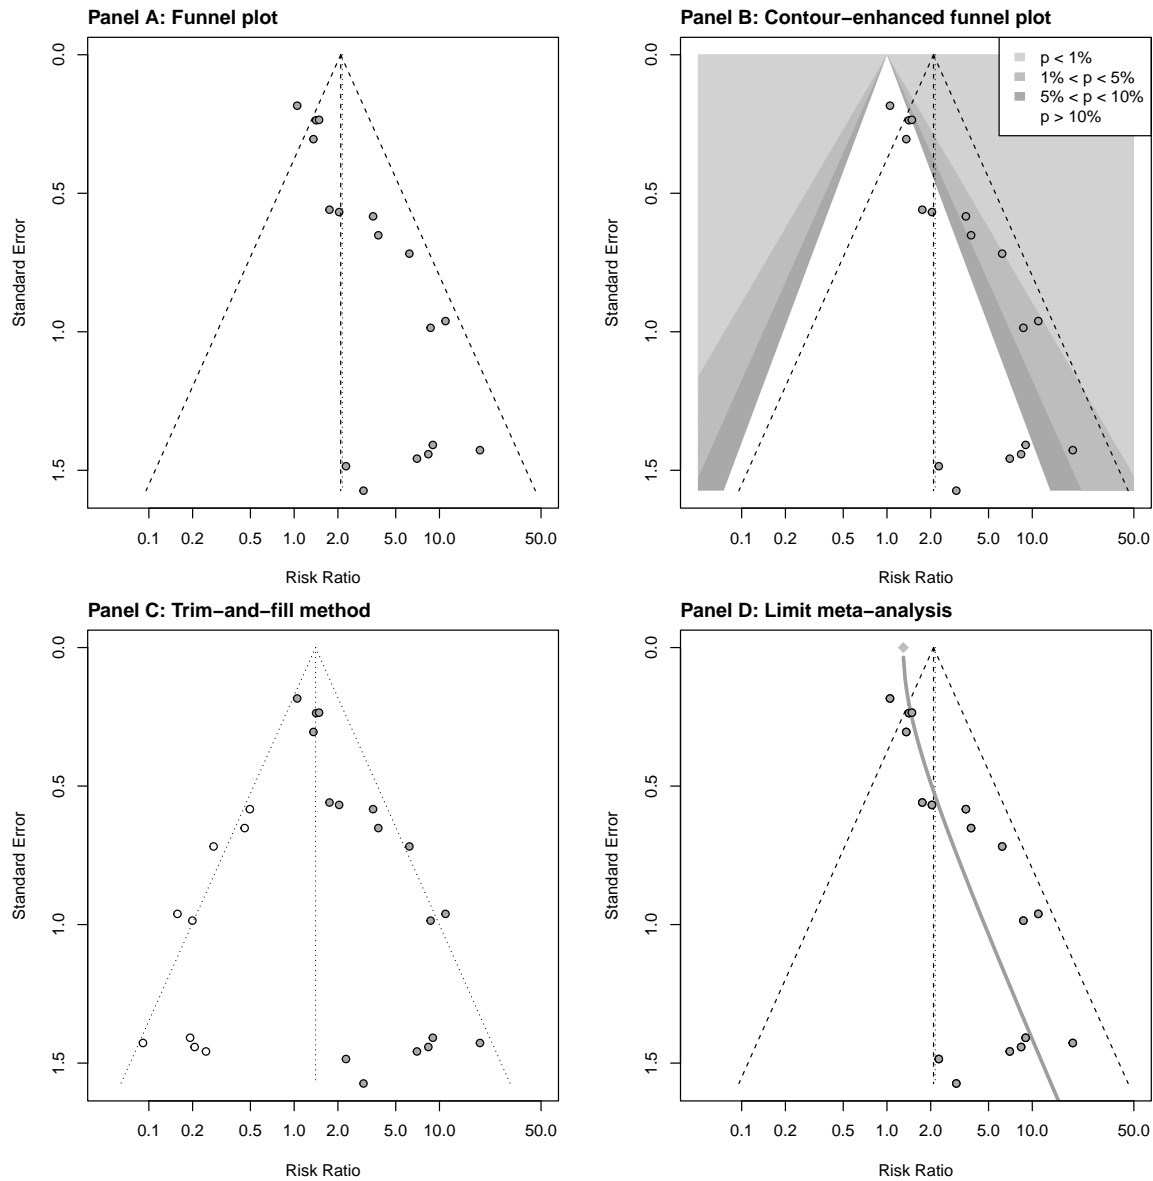 Panel A: Funnel plot
Standard Error
0.0
0.5
1.0
1.5
0.1 0.2 0.5 1.0 2.0 5.0 10.0 50.0
Risk Ratio
Panel B: Contour−enhanced funnel plot
p < 1%
1% < p < 5%
5% < p < 10%
p > 10%
Standard Error
0.0
0.5
1.0
1.5
0.1 0.2 0.5 1.0 2.0 5.0 10.0 50.0
Risk Ratio
Panel C: Trim−and−fill method
Standard Error
0.0
0.5
1.0
1.5
0.1 0.2 0.5 1.0 2.0 5.0 10.0 50.0
Risk Ratio
Panel D: Limit meta−analysis
Standard Error
0.0
0.5
1.0
1.5
0.1 0.2 0.5 1.0 2.0 5.0 10.0 50.0
Risk Ratio